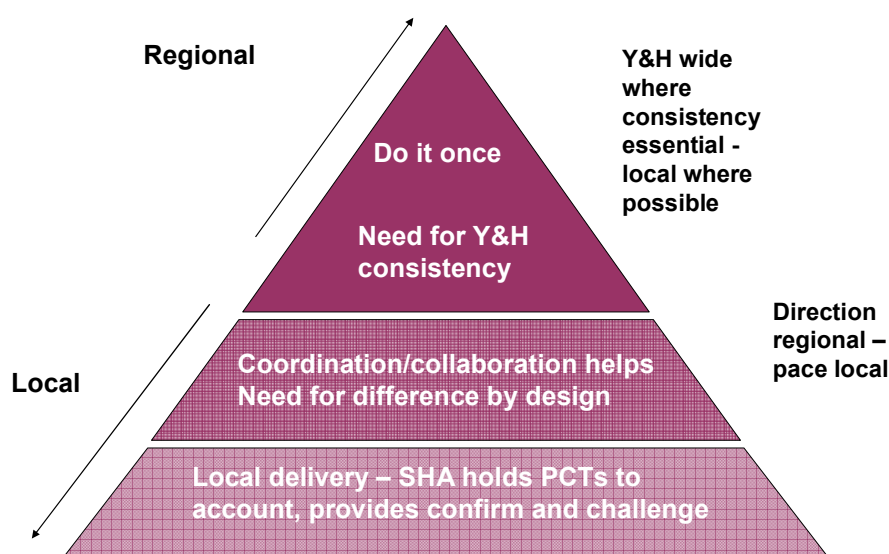 Regional
Y&H wide
where
consistency
essential -
local where
possible
Do it once
Need for Y&H
consistency
Direction
regional –
pace local
Local
Coordination/collaboration helps
Need for difference by design
Local delivery – SHA holds PCTs to
account, provides confirm and challenge